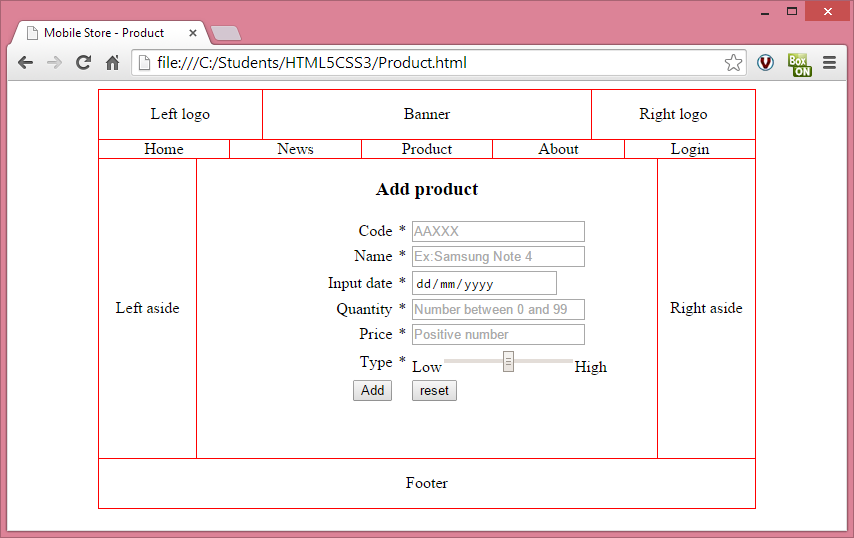 Mobile Store - Product
file:///C:/Students/HTML5CSS3/Product.html
Box ON
Left logo Banner Right logo
Home News Product About Login
Add product
Code * AAXXX
Name * Ex:Samsung Note 4
Input date * dd/mm/yyyy
Quantity * Number between 0 and 99
Price * Positive number
Left aside
Right aside
Type * Low High
Add reset
Footer